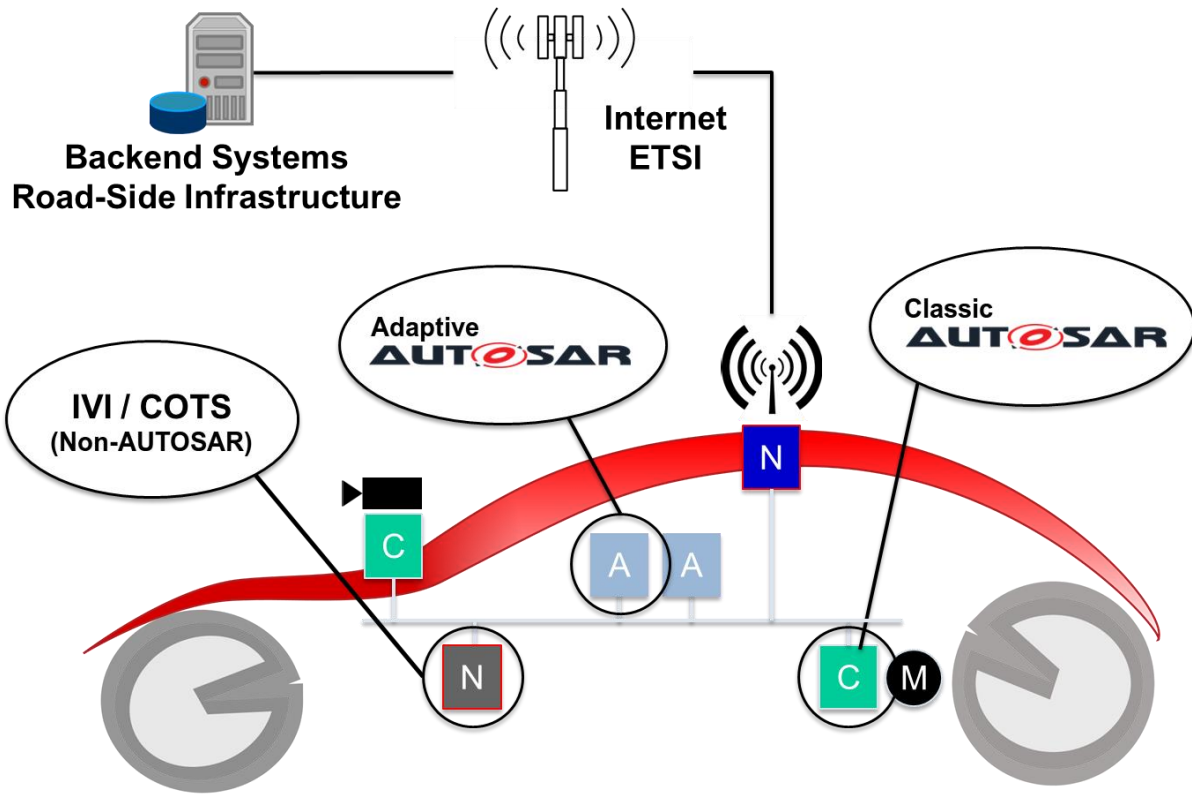 Backend Systems
Road-Side Infrastructure
Internet
ETSI
Adaptive
AUTOSAR
Classic
AUTOSAR
IVI / COTS
(Non-AUTOSAR)
N
C
A
A
N
C
M